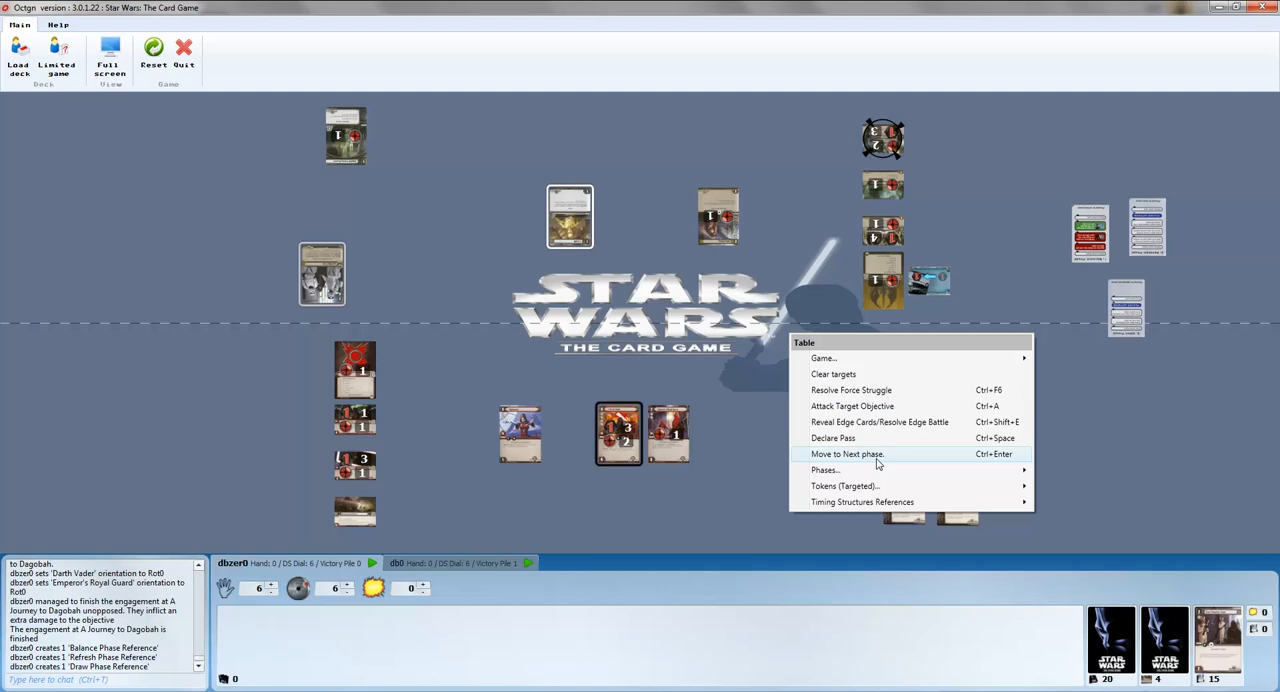 Octgn version : 3.0.1.22 : Star Wars: The Card Game
Main Help
Load deck
Limited game
Full screen
Reset
Quit
Deck
View
Game
STAR WARS
THE CARD GAME
Table
Game...
Clear targets
Resolve Force Struggle Ctrl+F6
Attack Target Objective Ctrl+A
Reveal Edge Cards/Resolve Edge Battle Ctrl+Shift+E
Declare Pass Ctrl+Space
Move to Next phase. Ctrl+Enter
Phases...
Tokens (Targeted)...
Timing Structures References
to Dagobah.
dbzer0 sets 'Darth Vader' orientation to Rot0
dbzer0 sets 'Emperor's Royal Guard' orientation to
Rot0
dbzer0 managed to finish the engagement at A
Journey to Dagobah unopposed. They inflict an
extra damage to the objective
The engagement at A Journey to Dagobah is
finished
dbzer0 creates 1 'Balance Phase Reference'
dbzer0 creates 1 'Refresh Phase Reference'
dbzer0 creates 1 'Draw Phase Reference'
Type here to chat (Ctrl+T)
dbzer0 Hand: 0 / DS Dial: 6 / Victory Pile 0
db0 Hand: 0 / DS Dial: 6 / Victory Pile 1
6
6
0
0
STAR WARS
20
STAR WARS
4
15
0
0